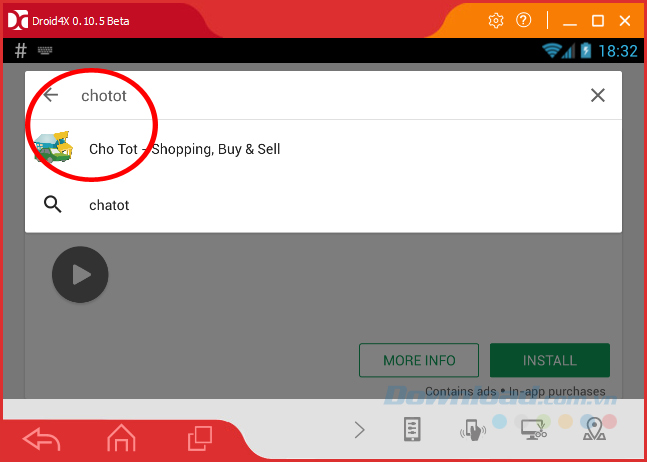 Droid4X 0.10.5 Beta
18:32
chotot
Cho Tot - Shopping, Buy & Sell
chatot
MORE INFO
INSTALL
Contains ads • In-app purchases
Download.com.vn